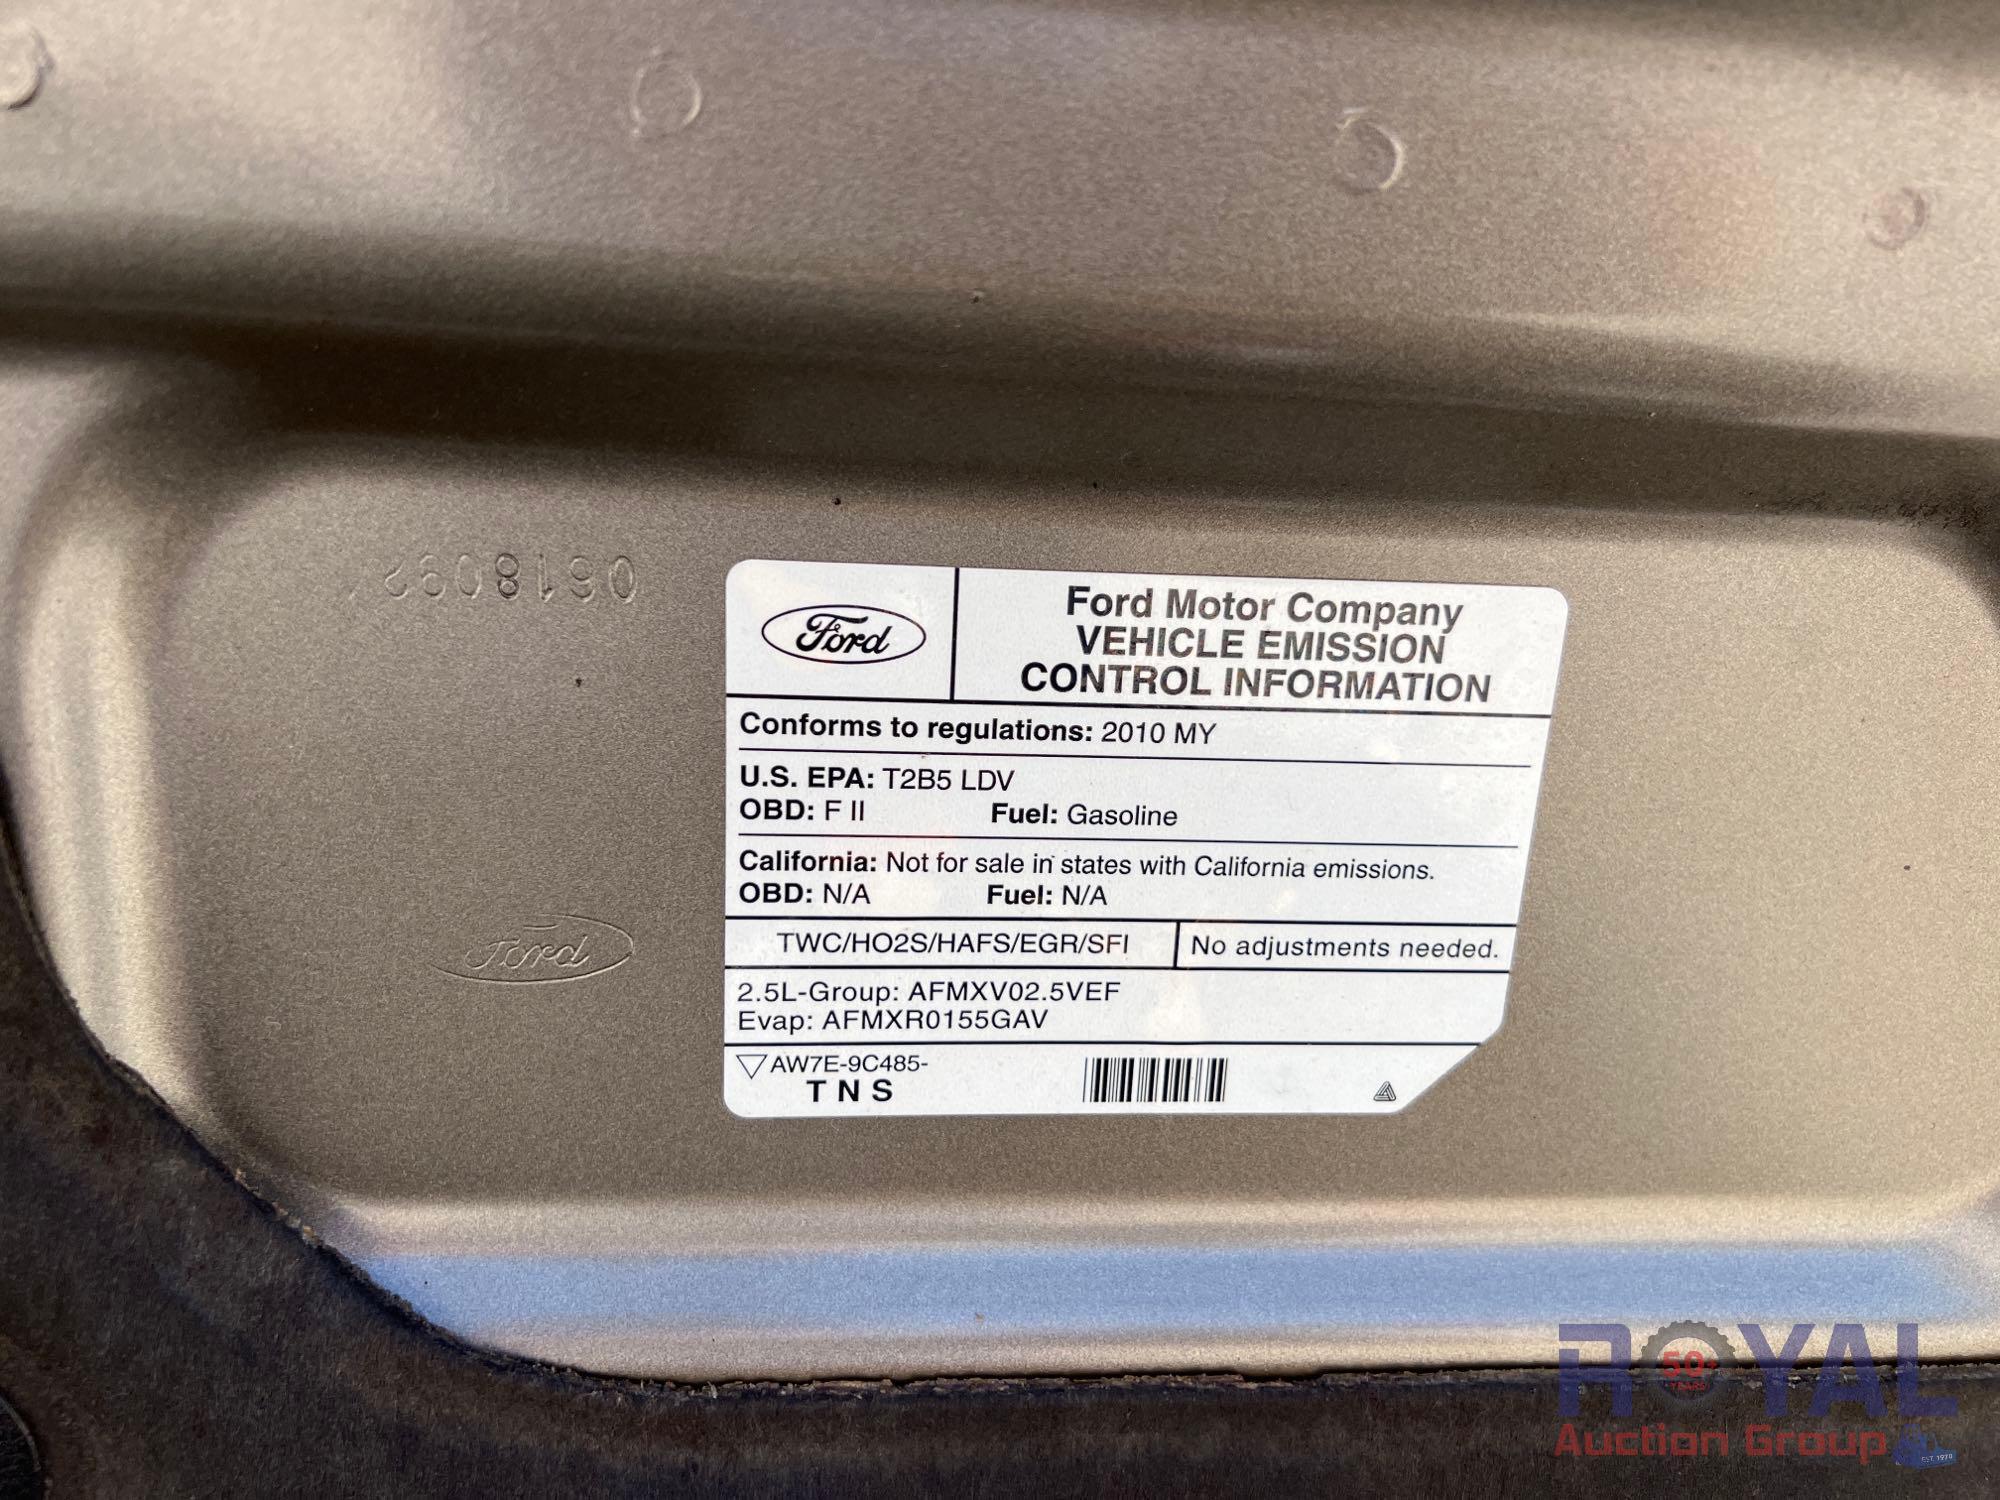 0618092
Ford
Ford Motor Company
VEHICLE EMISSION
CONTROL INFORMATION
Conforms to regulations: 2010 MY
U.S. EPA: T2B5 LDV
OBD: F II Fuel: Gasoline
California: Not for sale in states with California emissions.
OBD: N/A Fuel: N/A
TWC/HO2S/HAFS/EGR/SFI No adjustments needed.
2.5L-Group: AFMXV02.5VEF
Evap: AFMXR0155GAV
AW7E-9C485-
TNS
Ford
ROYAL
50+
YEARS
Auction Group
EST. 1970